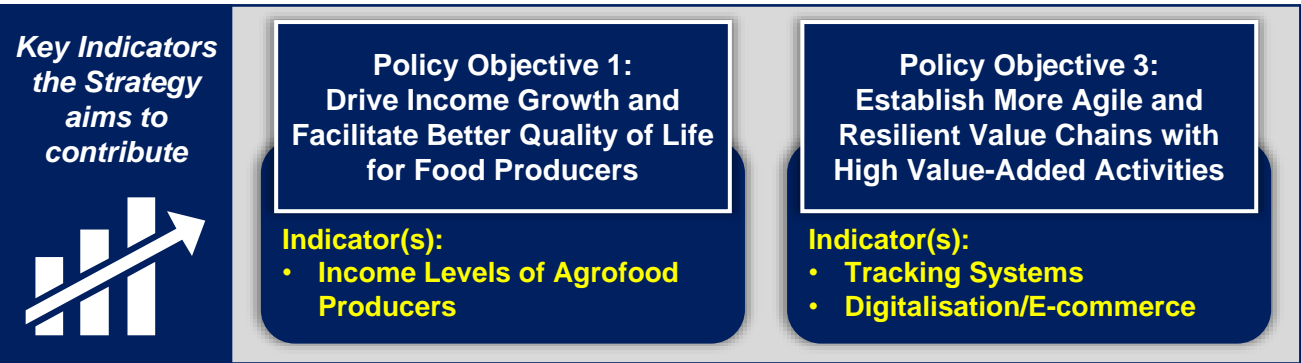 Key Indicators
the Strategy
aims to
contribute
Policy Objective 1:
Drive Income Growth and
Facilitate Better Quality of Life
for Food Producers
Indicator(s):
• Income Levels of Agrofood
Producers
Policy Objective 3:
Establish More Agile and
Resilient Value Chains with
High Value-Added Activities
Indicator(s):
• Tracking Systems
• Digitalisation/E-commerce